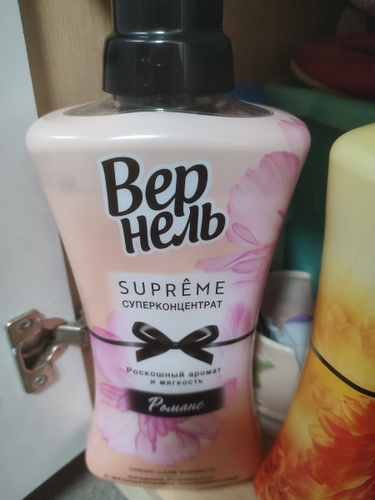 Вер
нель
SUPRÊME
СУПЕРКОНЦЕНТРАТ
Роскошный аромат
и мягкость
Романс